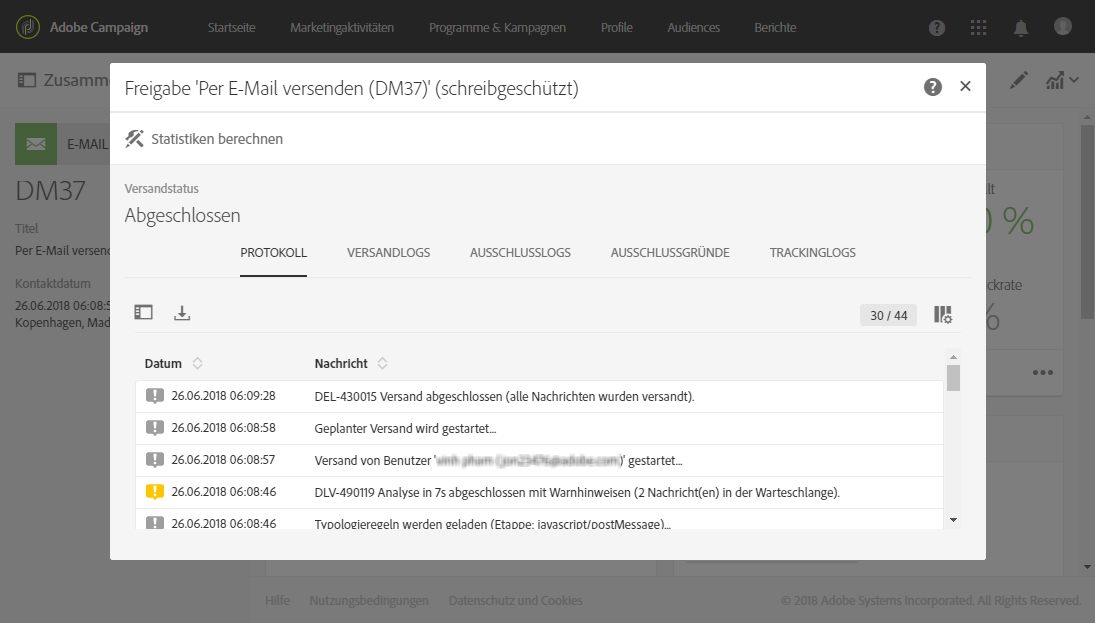 Adobe Campaign
Startseite
Marketingaktivitäten
Programme & Kampagnen
Profile
Audiences
Berichte
Zusamm
Freigabe 'Per E-Mail versenden (DM37)' (schreibgeschützt)
Statistiken berechnen
E-MAIL
DM37
Titel
Per E-Mail versend
Kontaktdatum
26.06.2018 06:08:5
Kopenhagen, Mad
Versandstatus
Abgeschlossen
PROTOKOLL
VERSANDLOGS
AUSSCHLUSSLOGS
AUSSCHLUSSGRÜNDE
TRACKINGLOGS
30 / 44
Datum
Nachricht
26.06.2018 06:09:28 DEL-430015 Versand abgeschlossen (alle Nachrichten wurden versandt).
26.06.2018 06:08:58 Geplanter Versand wird gestartet...
26.06.2018 06:08:57 Versand von Benutzer ' )' gestartet...
26.06.2018 06:08:46 DLV-490119 Analyse in 7s abgeschlossen mit Warnhinweisen (2 Nachricht(en) in der Warteschlange).
26.06.2018 06:08:46 Typologieregeln werden geladen (Etappe: javascript/postMessage)...
lt
%
ckrate
%
Hilfe
Nutzungsbedingungen
Datenschutz und Cookies
© 2018 Adobe Systems Incorporated. All Rights Reserved.